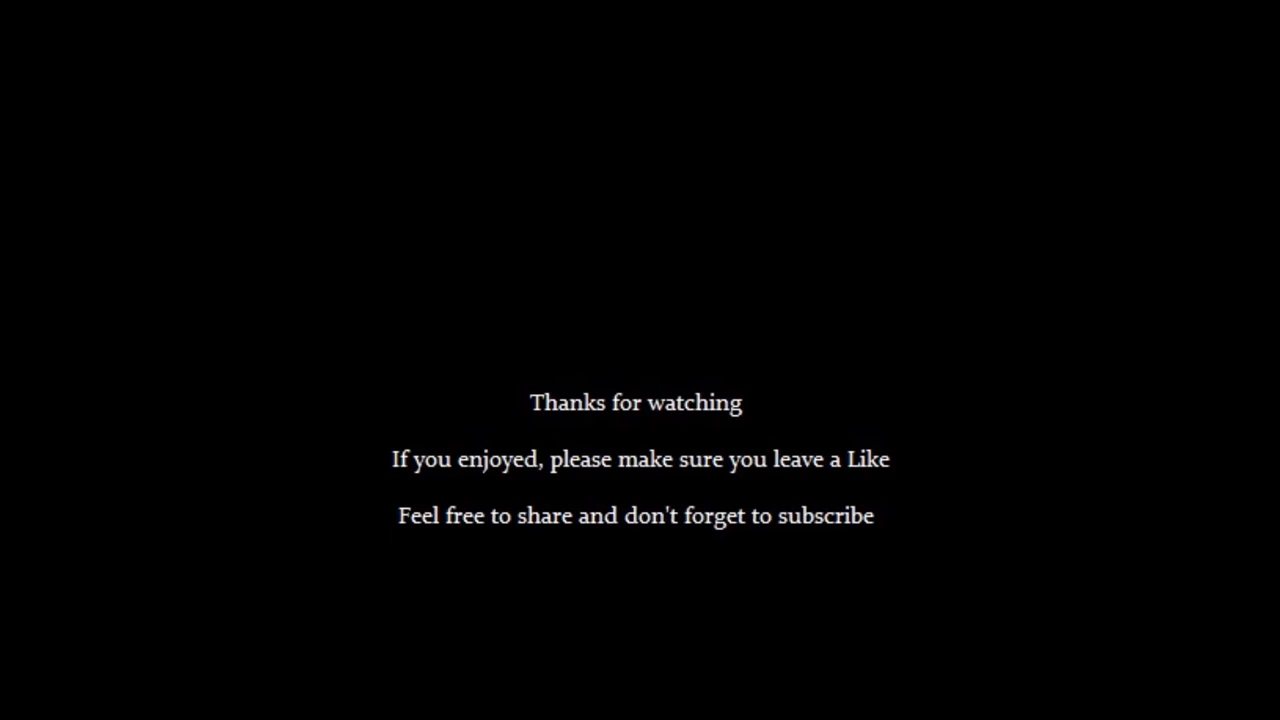 Thanks for watching
If you enjoyed, please make sure you leave a Like
Feel free to share and don't forget to subscribe